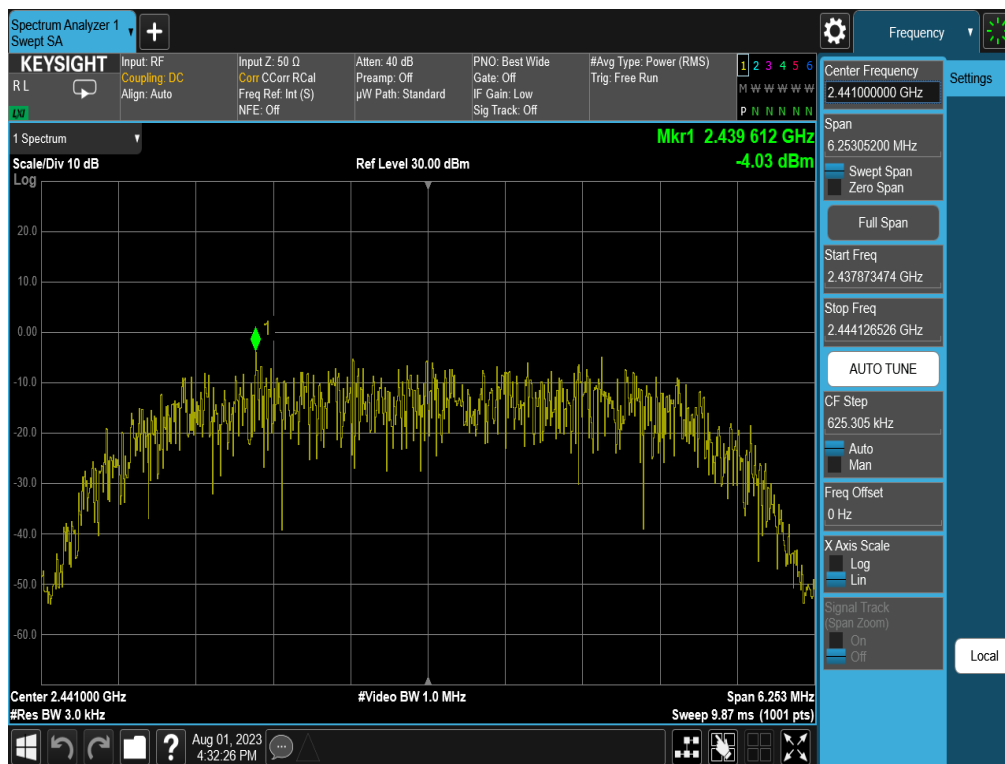 Spectrum Analyzer 1
Swept SA
Frequency
KEYSIGHT
R L
LXI
Input: RF
Coupling: DC
Align: Auto
Input Z: 50 Ω
Corr CCorr RCal
Freq Ref: Int (S)
NFE: Off
Atten: 40 dB
Preamp: Off
µW Path: Standard
PNO: Best Wide
Gate: Off
IF Gain: Low
Sig Track: Off
#Avg Type: Power (RMS)
Trig: Free Run
1 2 3 4 5 6
M W W W W W
P N N N N N
1 Spectrum
Scale/Div 10 dB
Ref Level 30.00 dBm
Mkr1 2.439 612 GHz
-4.03 dBm
Log
20.0
10.0
0.00
-10.0
-20.0
-30.0
-40.0
-50.0
-60.0
1
Center 2.441000 GHz
#Res BW 3.0 kHz
#Video BW 1.0 MHz
Span 6.253 MHz
Sweep 9.87 ms (1001 pts)
Aug 01, 2023
4:32:26 PM
Center Frequency
2.441000000 GHz
Span
6.25305200 MHz
Swept Span
Zero Span
Full Span
Start Freq
2.437873474 GHz
Stop Freq
2.444126526 GHz
AUTO TUNE
CF Step
625.305 kHz
Auto
Man
Freq Offset
0 Hz
X Axis Scale
Log
Lin
Signal Track
(Span Zoom)
On
Off
Settings
Local